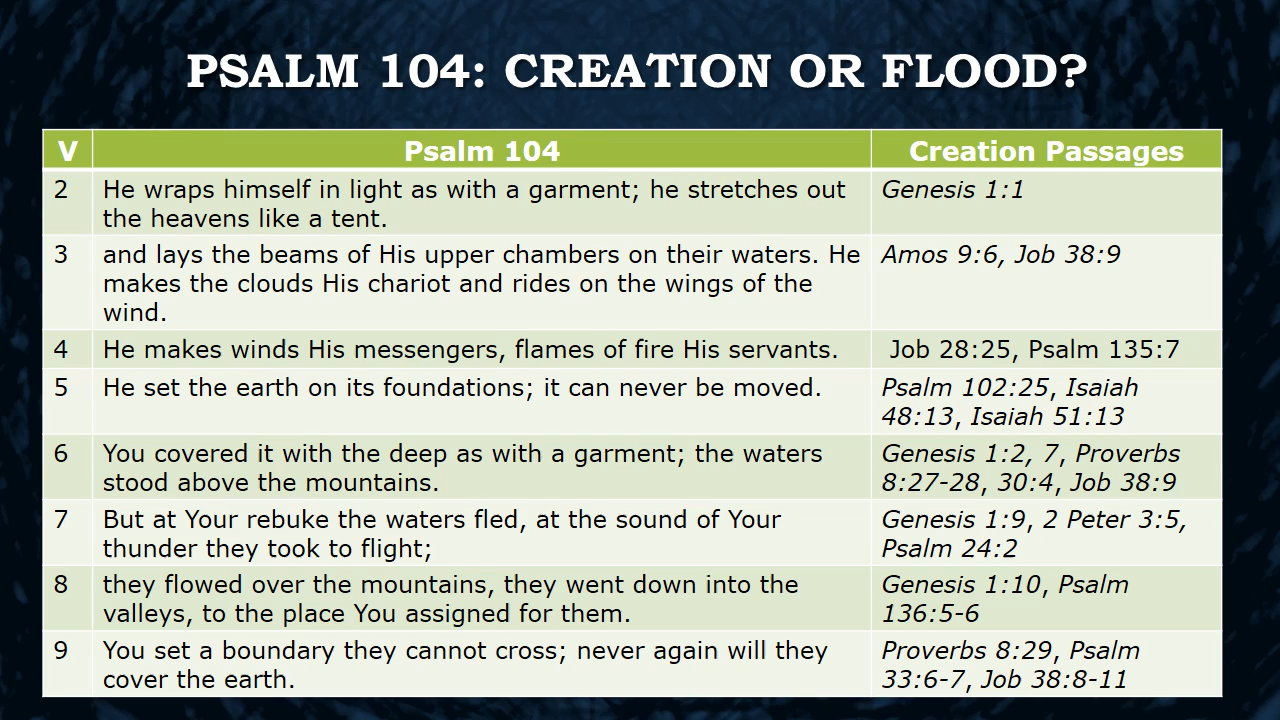 PSALM 104: CREATION OR FLOOD?
V Psalm 104 Creation Passages
2 He wraps himself in light as with a garment; he stretches out Genesis 1:1
the heavens like a tent.
3 and lays the beams of His upper chambers on their waters. He Amos 9:6, Job 38:9
makes the clouds His chariot and rides on the wings of the
wind.
4 He makes winds His messengers, flames of fire His servants. Job 28:25, Psalm 135:7
5 He set the earth on its foundations; it can never be moved. Psalm 102:25, Isaiah
48:13, Isaiah 51:13
6 You covered it with the deep as with a garment; the waters Genesis 1:2, 7, Proverbs
stood above the mountains. 8:27-28, 30:4, Job 38:9
7 But at Your rebuke the waters fled, at the sound of Your Genesis 1:9, 2 Peter 3:5,
thunder they took to flight; Psalm 24:2
8 they flowed over the mountains, they went down into the Genesis 1:10, Psalm
valleys, to the place You assigned for them. 136:5-6
9 You set a boundary they cannot cross; never again will they Proverbs 8:29, Psalm
cover the earth. 33:6-7, Job 38:8-11